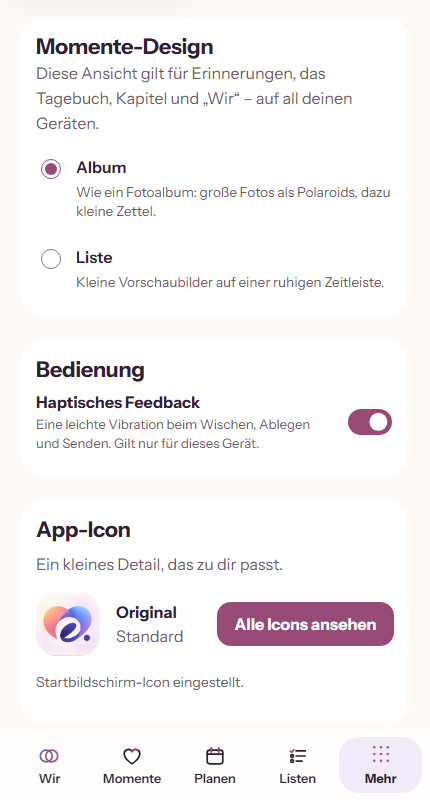 Momente-Design
Diese Ansicht gilt für Erinnerungen, das
Tagebuch, Kapitel und „Wir“ – auf all deinen
Geräten.
Album
Wie ein Fotoalbum: große Fotos als Polaroids, dazu
kleine Zettel.
Liste
Kleine Vorschaubilder auf einer ruhigen Zeitleiste.
Bedienung
Haptisches Feedback
Eine leichte Vibration beim Wischen, Ablegen
und Senden. Gilt nur für dieses Gerät.
App-Icon
Ein kleines Detail, das zu dir passt.
e.
Original
Standard
Alle Icons ansehen
Startbildschirm-Icon eingestellt.
Wir
Momente
Planen
Listen
Mehr